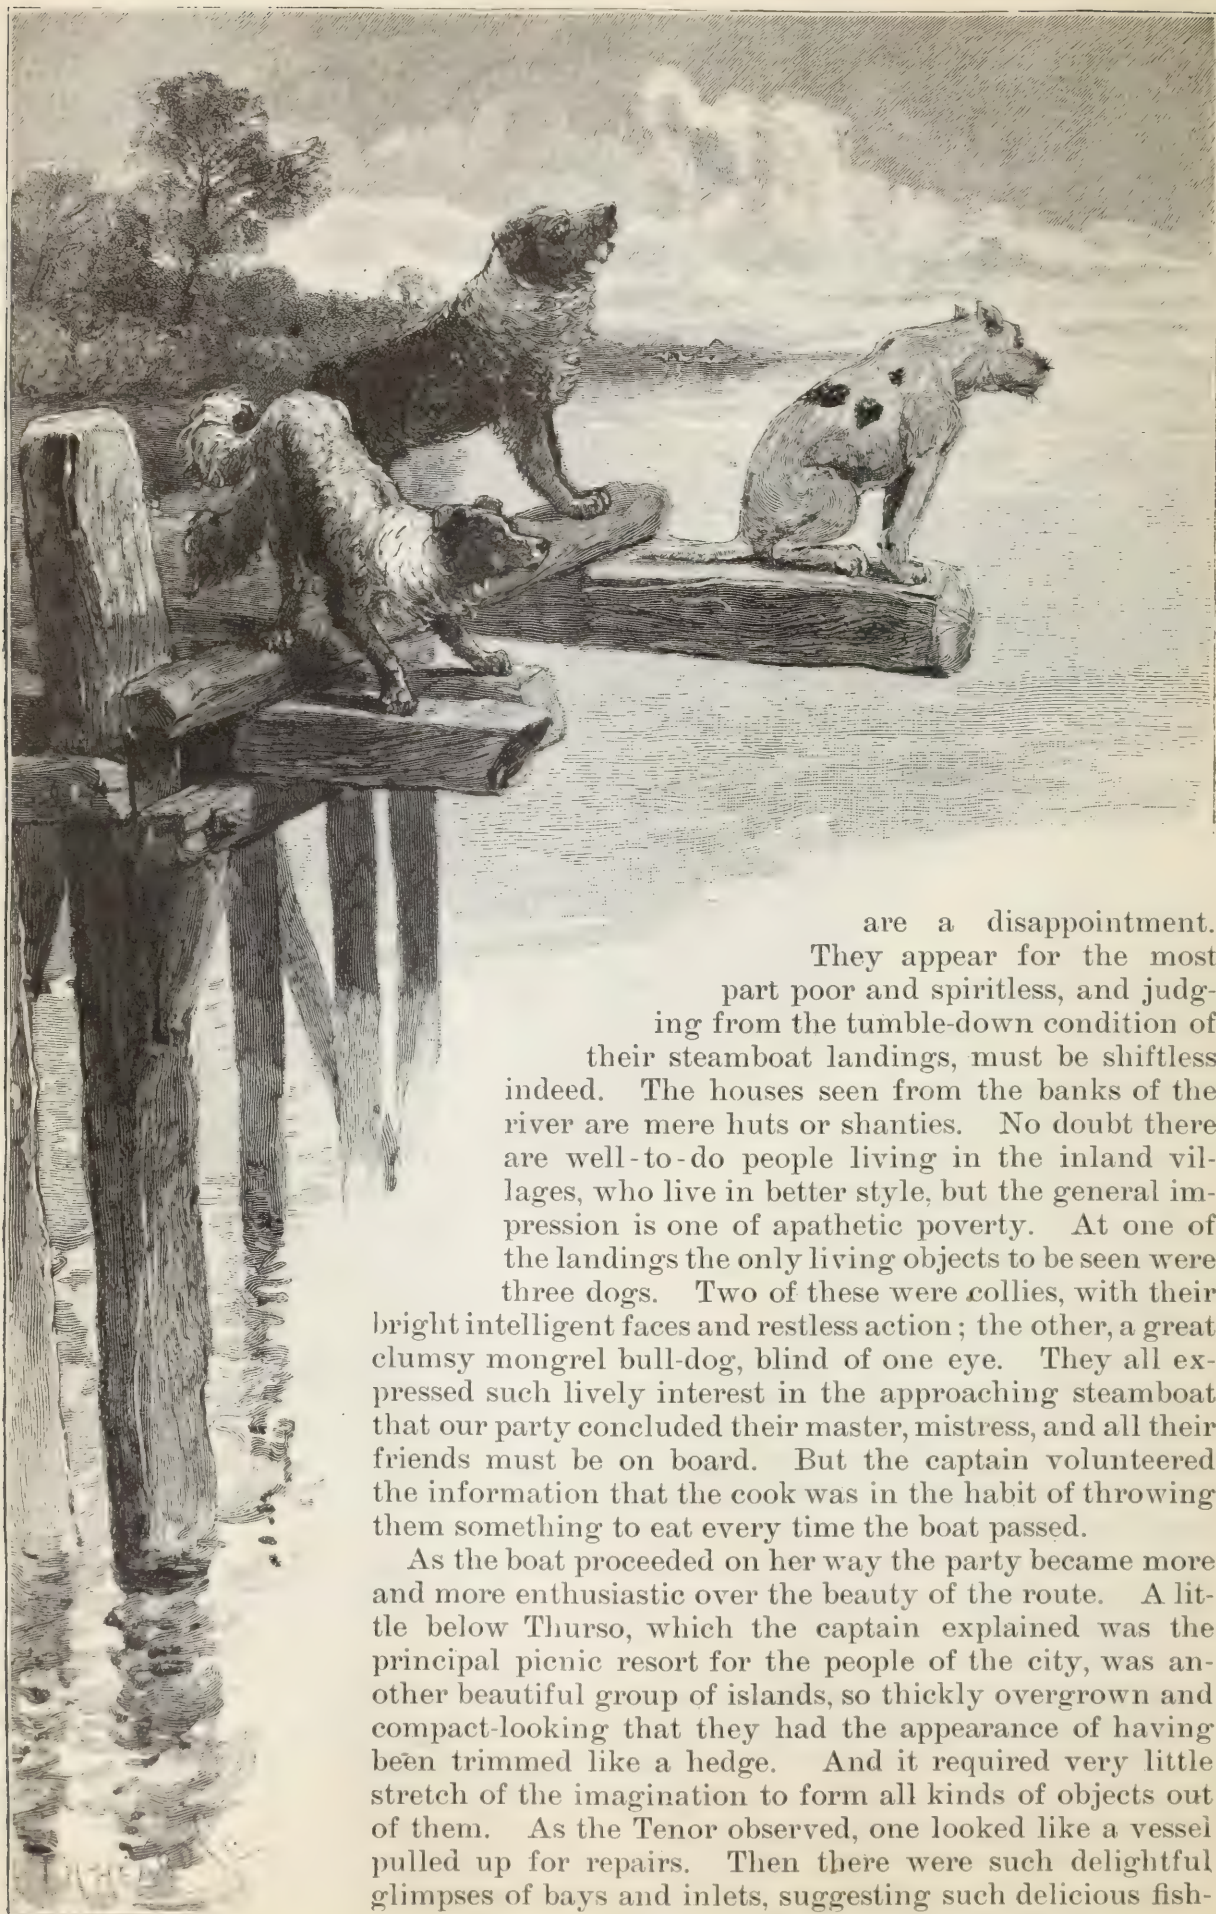 are a disappointment.
They appear for the most
part poor and spiritless, and judg-
ing from the tumble-down condition of
their steamboat landings, must be shiftless
indeed. The houses seen from the banks of the
river are mere huts or shanties. No doubt there
are well-to-do people living in the inland vil-
lages, who live in better style, but the general im-
pression is one of apathetic poverty. At one of
the landings the only living objects to be seen were
three dogs. Two of these were collies, with their
bright intelligent faces and restless action; the other, a great
clumsy mongrel bull-dog, blind of one eye. They all ex-
pressed such lively interest in the approaching steamboat
that our party concluded their master, mistress, and all their
friends must be on board. But the captain volunteered
the information that the cook was in the habit of throwing
them something to eat every time the boat passed.
As the boat proceeded on her way the party became more
and more enthusiastic over the beauty of the route. A lit-
tle below Thurso, which the captain explained was the
principal picnic resort for the people of the city, was an-
other beautiful group of islands, so thickly overgrown and
compact-looking that they had the appearance of having
been trimmed like a hedge. And it required very little
stretch of the imagination to form all kinds of objects out
of them. As the Tenor observed, one looked like a vessel
pulled up for repairs. Then there were such delightful
glimpses of bays and inlets, suggesting such delicious fish-